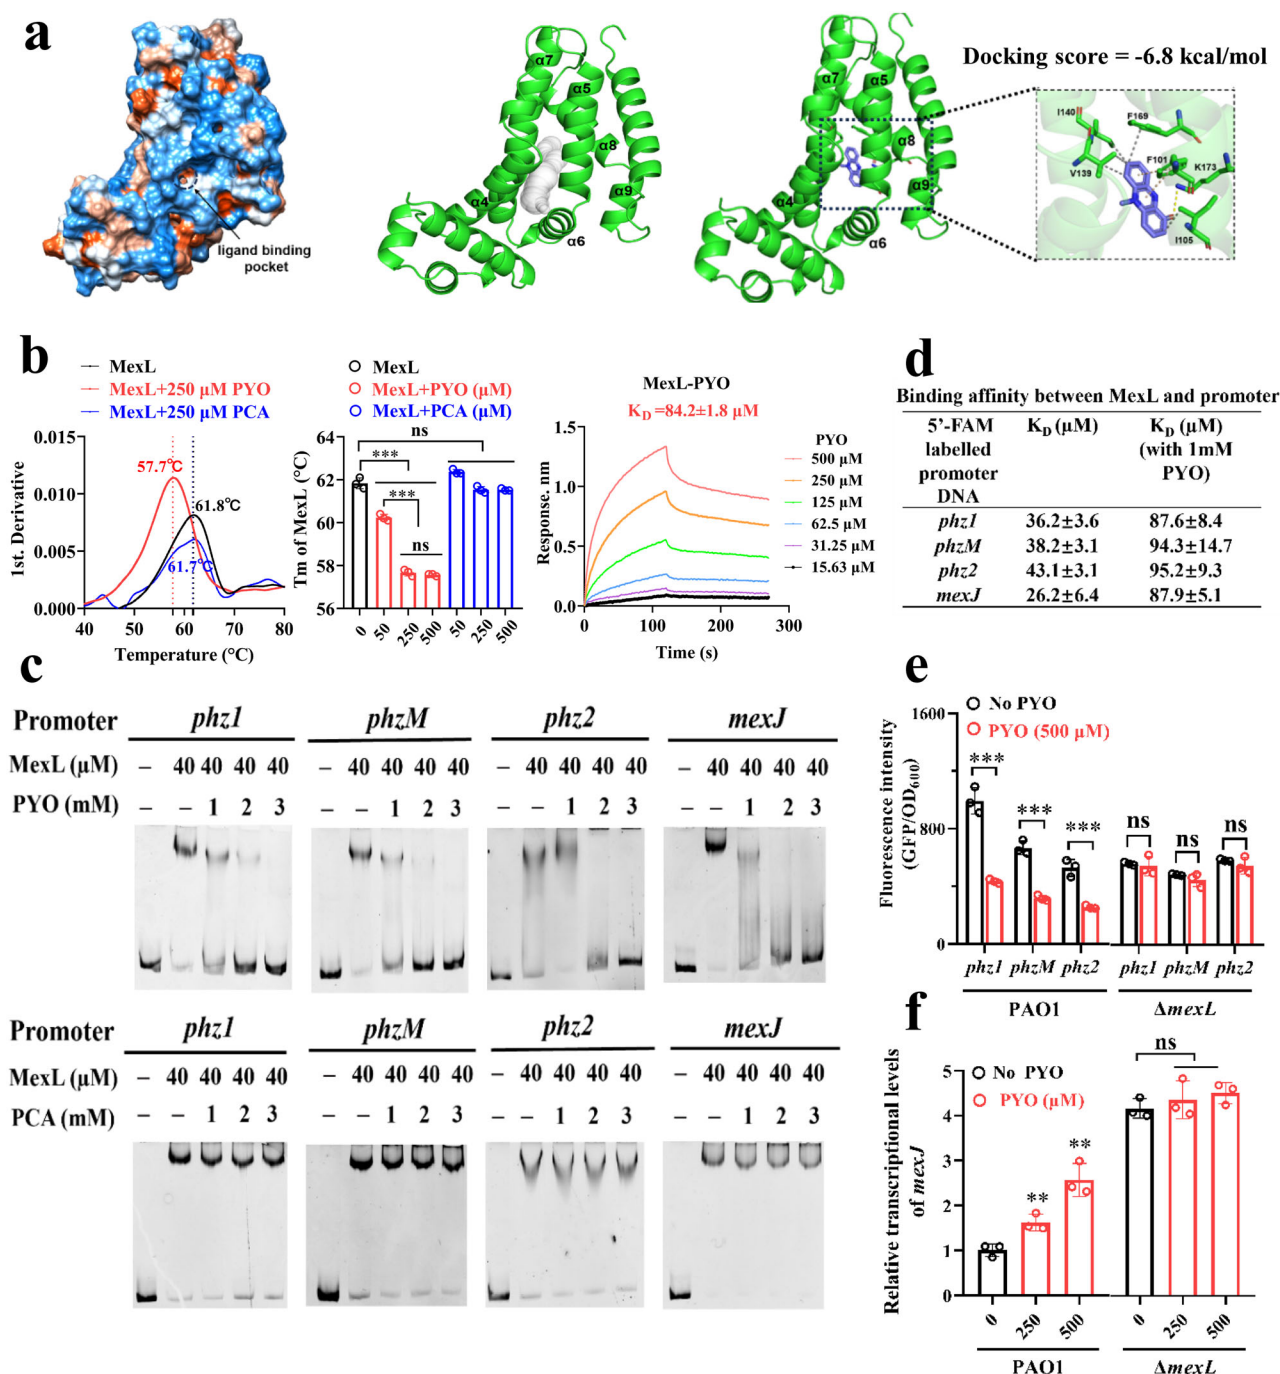 a
ligand binding
pocket
α7
α5
α8
α4
α9
α6
α7
α5
α8
α4
α9
α6
Docking score = -6.8 kcal/mol
I140
F169
F101
K173
V139
I105
b
MexL
MexL+250 µM PYO
MexL+250 µM PCA
0.015
0.010
0.005
0.000
1st. Derivative
57.7℃
61.8℃
61.7℃
40 50 60 70 80
Temperature (°C)
MexL
MexL+PYO (µM)
MexL+PCA (µM)
64
62
60
58
56
Tm of MexL (°C)
ns
***
***
ns
0 50 250 500 50 250 500
MexL-PYO
K_D =84.2±1.8 µM
1.5
1.0
0.5
0.0
Response. nm
0 100 200 300
Time (s)
PYO
500 µM
250 µM
125 µM
62.5 µM
31.25 µM
15.63 µM
d
Binding affinity between MexL and promoter
5'-FAM K_D (µM) K_D (µM)
labelled (with 1mM
promoter PYO)
DNA
phz1 36.2±3.6 87.6±8.4
phzM 38.2±3.1 94.3±14.7
phz2 43.1±3.1 95.2±9.3
mexJ 26.2±6.4 87.9±5.1
c
Promoter phz1 phzM phz2 mexJ
MexL (µM) – 40 40 40 40 – 40 40 40 40 – 40 40 40 40 – 40 40 40 40
PYO (mM) – – 1 2 3 – – 1 2 3 – – 1 2 3 – – 1 2 3
Promoter phz1 phzM phz2 mexJ
MexL (µM) – 40 40 40 40 – 40 40 40 40 – 40 40 40 40 – 40 40 40 40
PCA (mM) – – 1 2 3 – – 1 2 3 – – 1 2 3 – – 1 2 3
e
No PYO
PYO (500 µM)
1600
800
0
Fluorescence intensity
(GFP/OD₆₀₀)
***
***
***
ns
ns
ns
phz1 phzM phz2 phz1 phzM phz2
PAO1 ΔmexL
f
No PYO
PYO (µM)
5
4
3
2
1
0
Relative transcriptional levels
of mexJ
**
**
ns
0 250 500 0 250 500
PAO1 ΔmexL